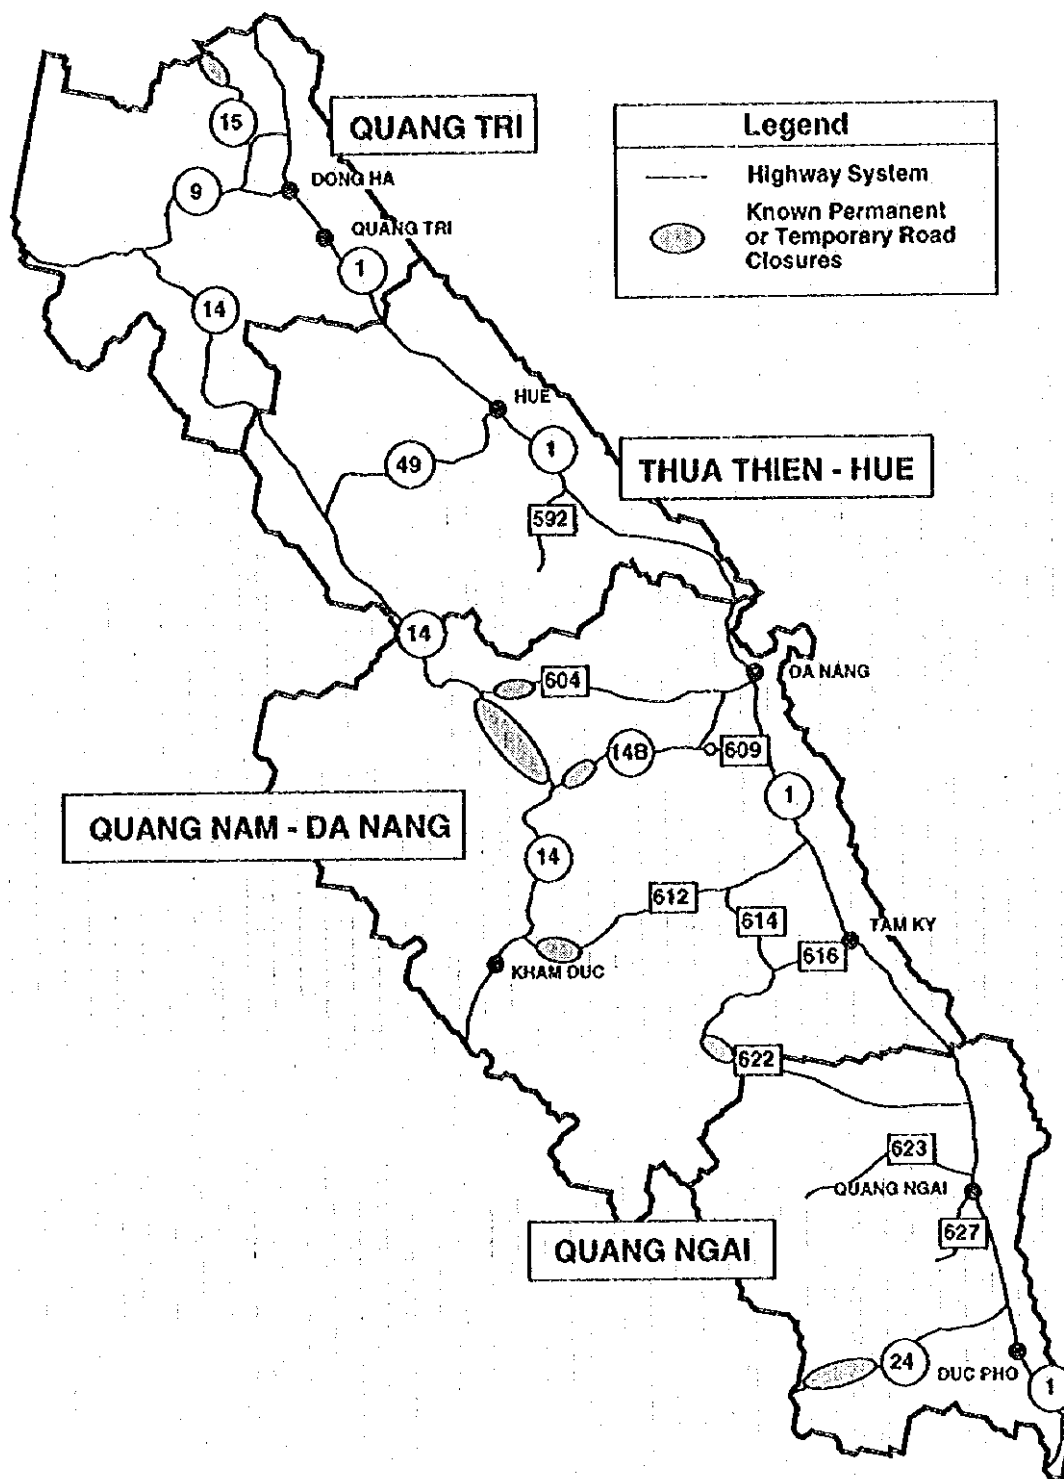 QUANG TRI
Legend
Highway System
Known Permanent
or Temporary Road
Closures
15
DONG HA
9
QUANG TRI
1
14
HUE
1
49
THUA THIEN - HUE
592
14
DA NANG
604
14B
609
1
QUANG NAM - DA NANG
14
612
614
TAM KY
616
KHAM DUC
622
623
QUANG NGAI
627
QUANG NGAI
24
DUC PHO
1